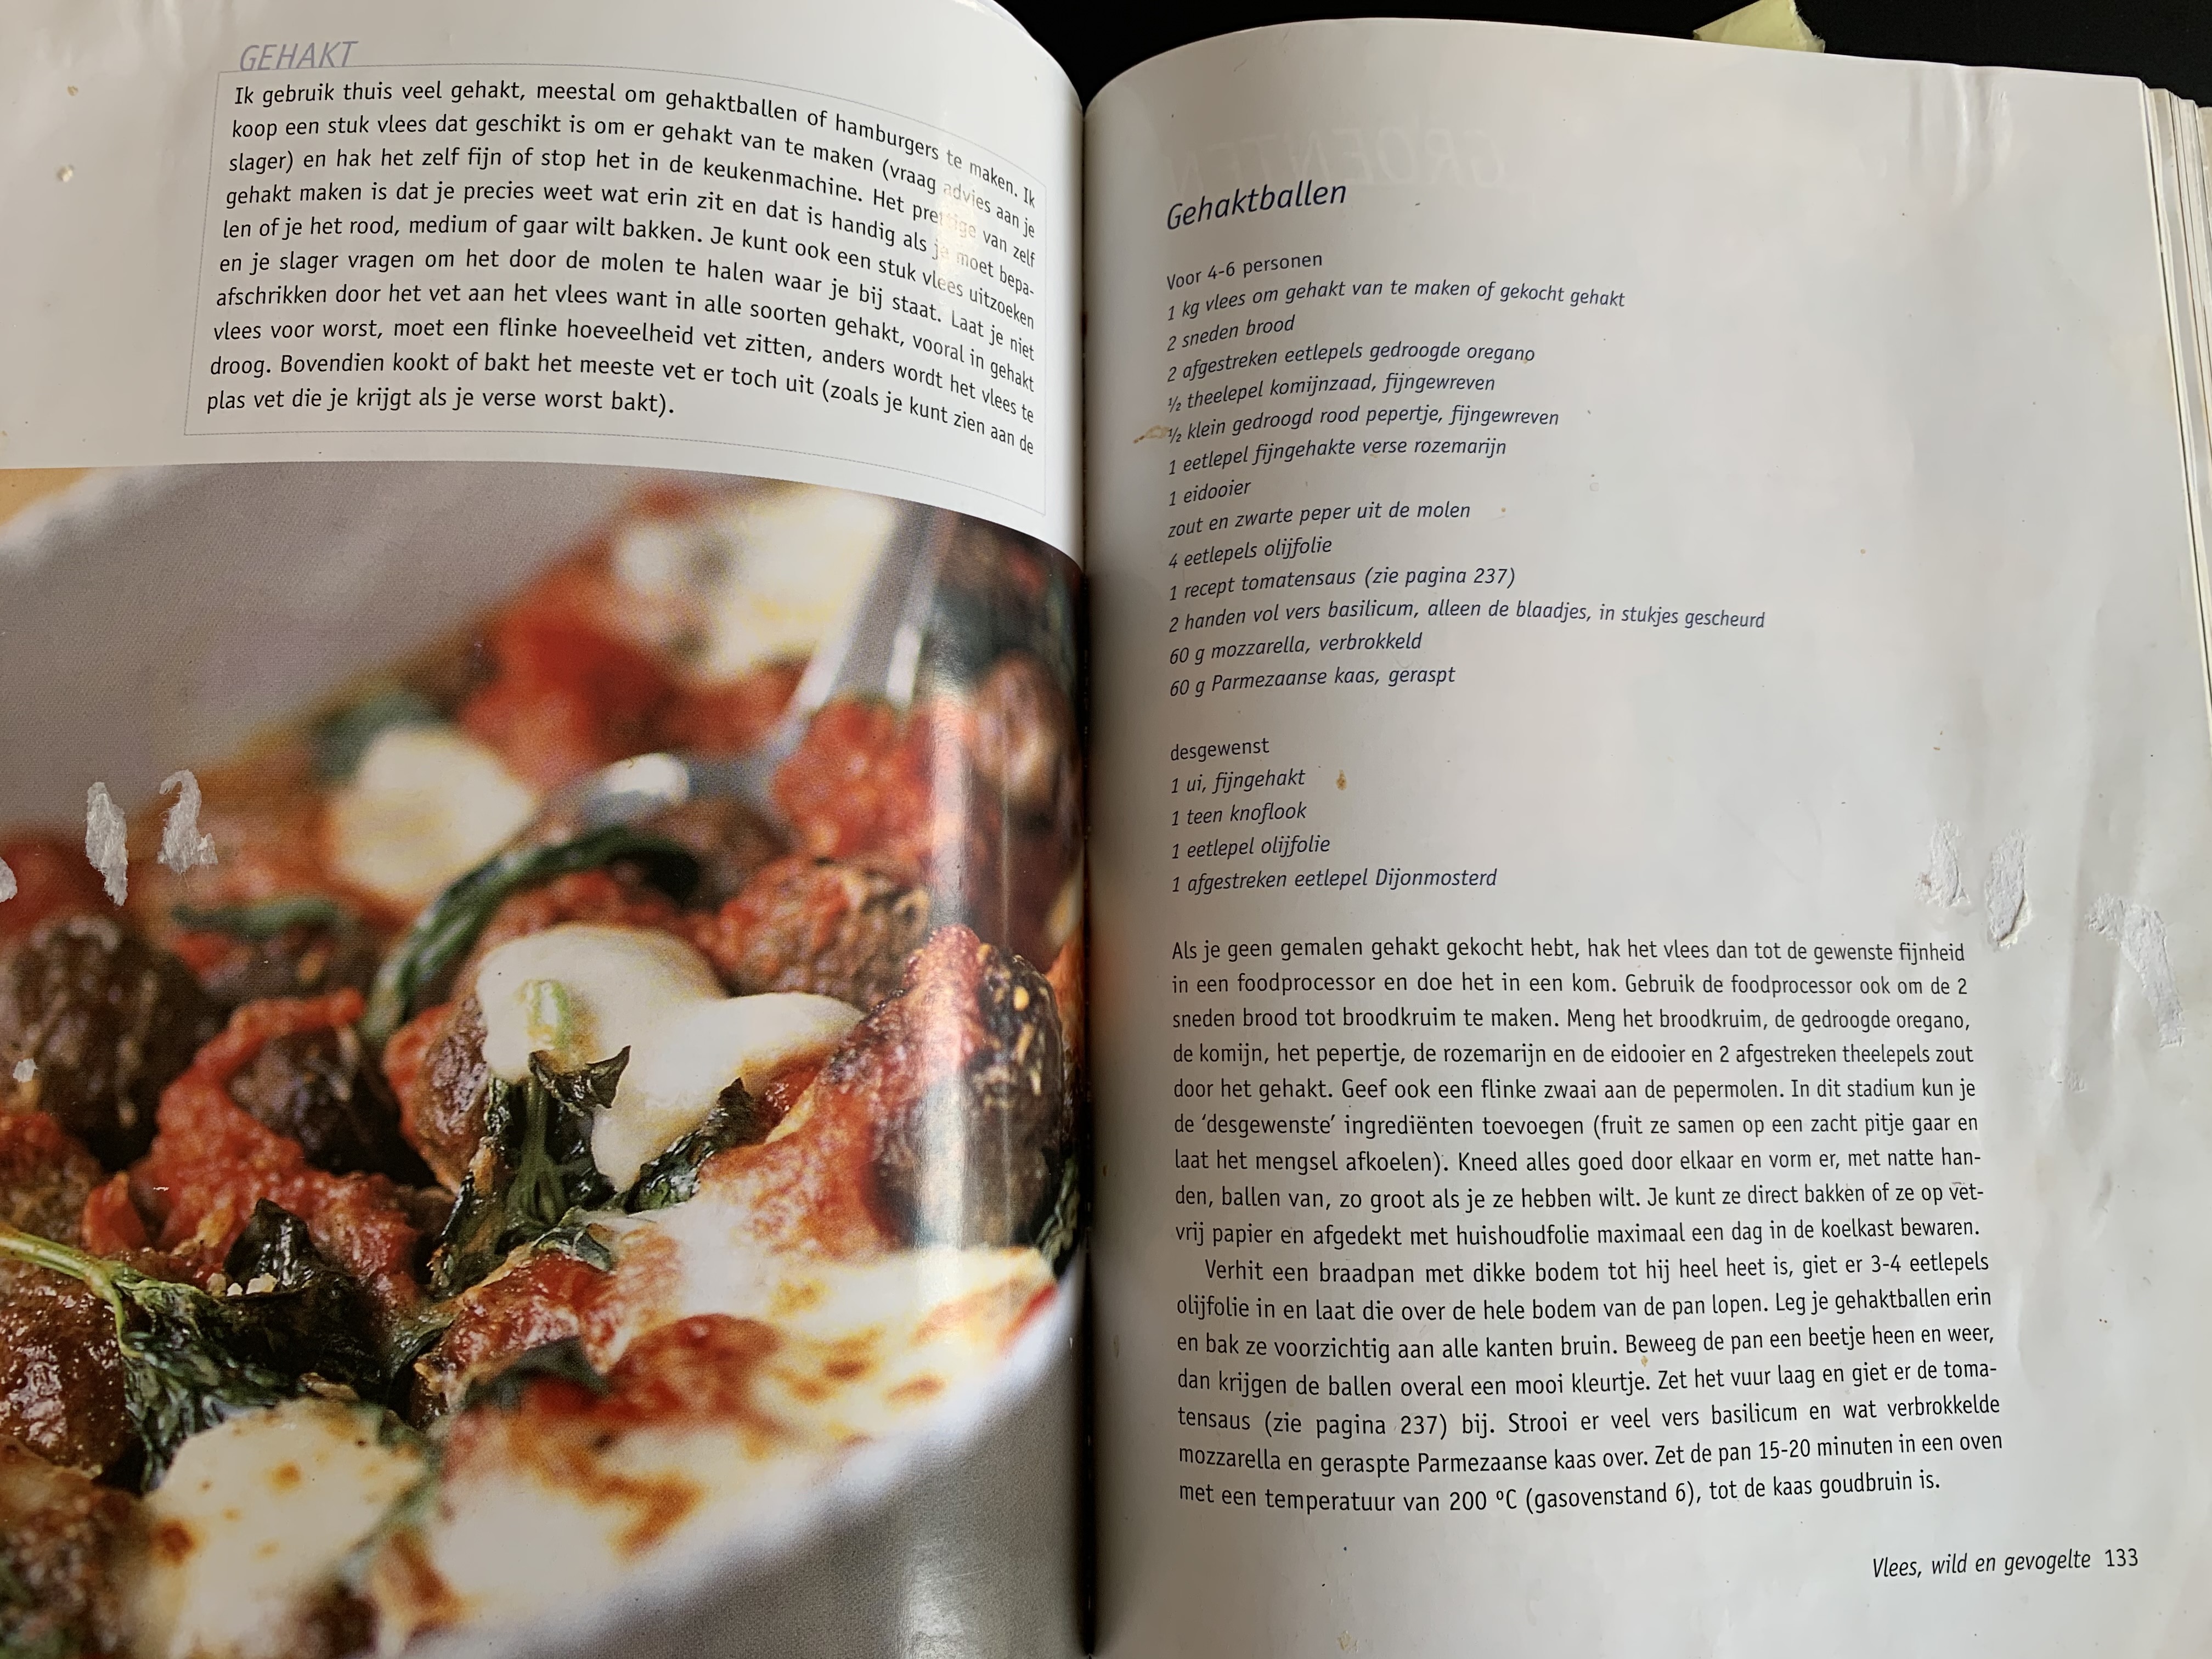 GEHAKT
Ik gebruik thuis veel gehakt, meestal om gehaktballen of hamburgers te maken. Ik
koop een stuk vlees dat geschikt is om er gehakt van te maken (vraag advies aan je
slager) en hak het zelf fijn of stop het in de keukenmachine. Het prettige van zelf
gehakt maken is dat je precies weet wat erin zit en dat is handig als je moet bepa-
len of je het rood, medium of gaar wilt bakken. Je kunt ook een stuk vlees uitzoeken
en je slager vragen om het door de molen te halen waar je bij staat. Laat je niet
afschrikken door het vet aan het vlees want in alle soorten gehakt, vooral in gehakt
vlees voor worst, moet een flinke hoeveelheid vet zitten, anders wordt het vlees te
droog. Bovendien kookt of bakt het meeste vet er toch uit (zoals je kunt zien aan de
plas vet die je krijgt als je verse worst bakt).
Gehaktballen
Voor 4-6 personen
1 kg vlees om gehakt van te maken of gekocht gehakt
2 sneden brood
2 afgestreken eetlepels gedroogde oregano
½ theelepel komijnzaad, fijngewreven
½ klein gedroogd rood pepertje, fijngewreven
1 eetlepel fijngehakte verse rozemarijn
1 eidooier
zout en zwarte peper uit de molen
4 eetlepels olijfolie
1 recept tomatensaus (zie pagina 237)
2 handen vol vers basilicum, alleen de blaadjes, in stukjes gescheurd
60 g mozzarella, verbrokkeld
60 g Parmezaanse kaas, geraspt
desgewenst
1 ui, fijngehakt
1 teen knoflook
1 eetlepel olijfolie
1 afgestreken eetlepel Dijonmosterd
Als je geen gemalen gehakt gekocht hebt, hak het vlees dan tot de gewenste fijnheid
in een foodprocessor en doe het in een kom. Gebruik de foodprocessor ook om de 2
sneden brood tot broodkruim te maken. Meng het broodkruim, de gedroogde oregano,
de komijn, het pepertje, de rozemarijn en de eidooier en 2 afgestreken theelepels zout
door het gehakt. Geef ook een flinke zwaai aan de pepermolen. In dit stadium kun je
de ‘desgewenste’ ingrediënten toevoegen (fruit ze samen op een zacht pitje gaar en
laat het mengsel afkoelen). Kneed alles goed door elkaar en vorm er, met natte han-
den, ballen van, zo groot als je ze hebben wilt. Je kunt ze direct bakken of ze op vet-
vrij papier en afgedekt met huishoudfolie maximaal een dag in de koelkast bewaren.
Verhit een braadpan met dikke bodem tot hij heel heet is, giet er 3-4 eetlepels
olijfolie in en laat die over de hele bodem van de pan lopen. Leg je gehaktballen erin
en bak ze voorzichtig aan alle kanten bruin. Beweeg de pan een beetje heen en weer,
dan krijgen de ballen overal een mooi kleurtje. Zet het vuur laag en giet er de toma-
tensaus (zie pagina 237) bij. Strooi er veel vers basilicum en wat verbrokkelde
mozzarella en geraspte Parmezaanse kaas over. Zet de pan 15-20 minuten in een oven
met een temperatuur van 200 °C (gasovenstand 6), tot de kaas goudbruin is.
Vlees, wild en gevogelte 133